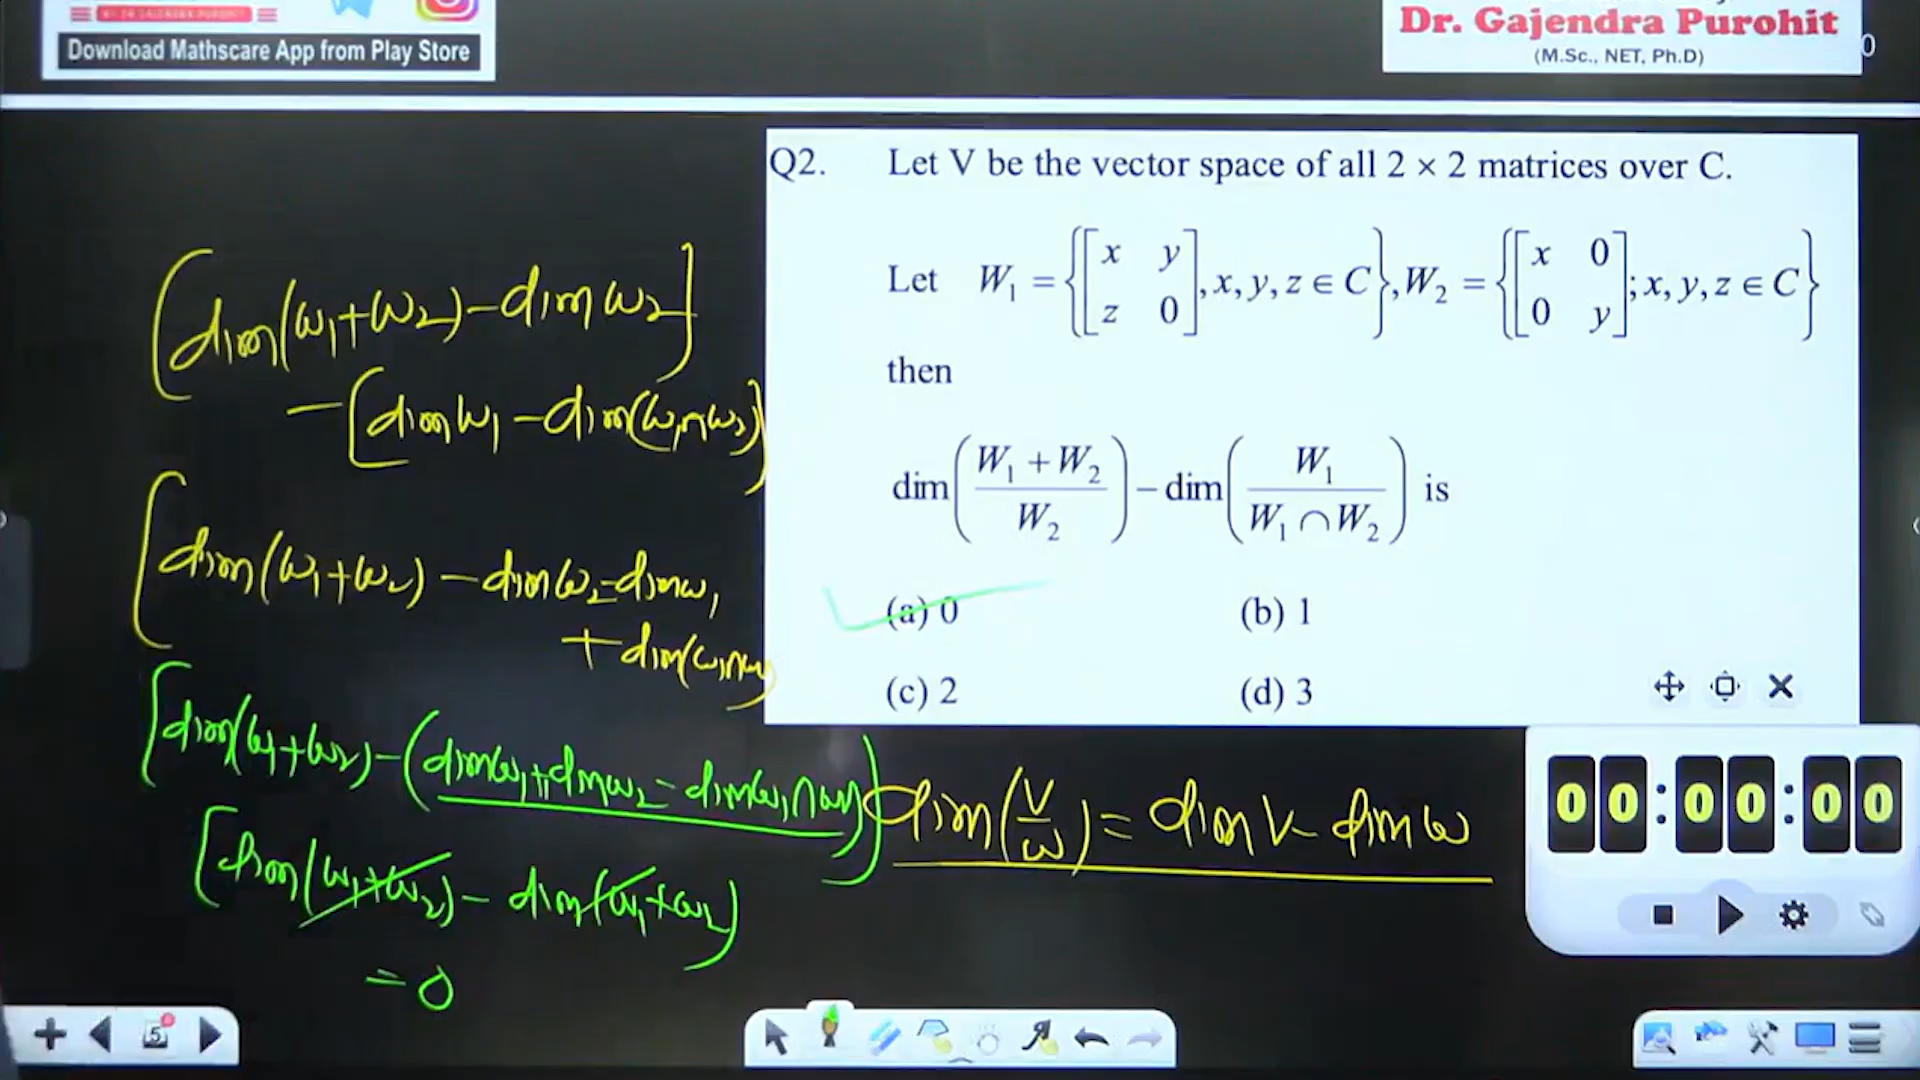 Download Mathscare App from Play Store
Dr. Gajendra Purohit
(M.Sc., NET, Ph.D)
0
Q2. Let V be the vector space of all 2 × 2 matrices over C.
Let W₁ = {[x y; z 0], x, y, z ∈ C}, W₂ = {[x 0; 0 y]; x, y, z ∈ C}
then
dim((W₁ + W₂)/W₂) − dim(W₁/(W₁ ∩ W₂)) is
(a) 0 (b) 1
(c) 2 (d) 3
[dim(W₁+W₂) − dim W₂]
− [dim W₁ − dim(W₁∩W₂)]
[dim(W₁+W₂) − dim W₂ − dim W₁
+ dim(W₁∩W₂)
[dim(W₁+W₂) − (dim W₁ + dim W₂ − dim W₁∩W₂)]
[dim(W₁+W₂) − dim(W₁+W₂)]
= 0
dim(V/W) = dim V − dim W
00:00:00
5